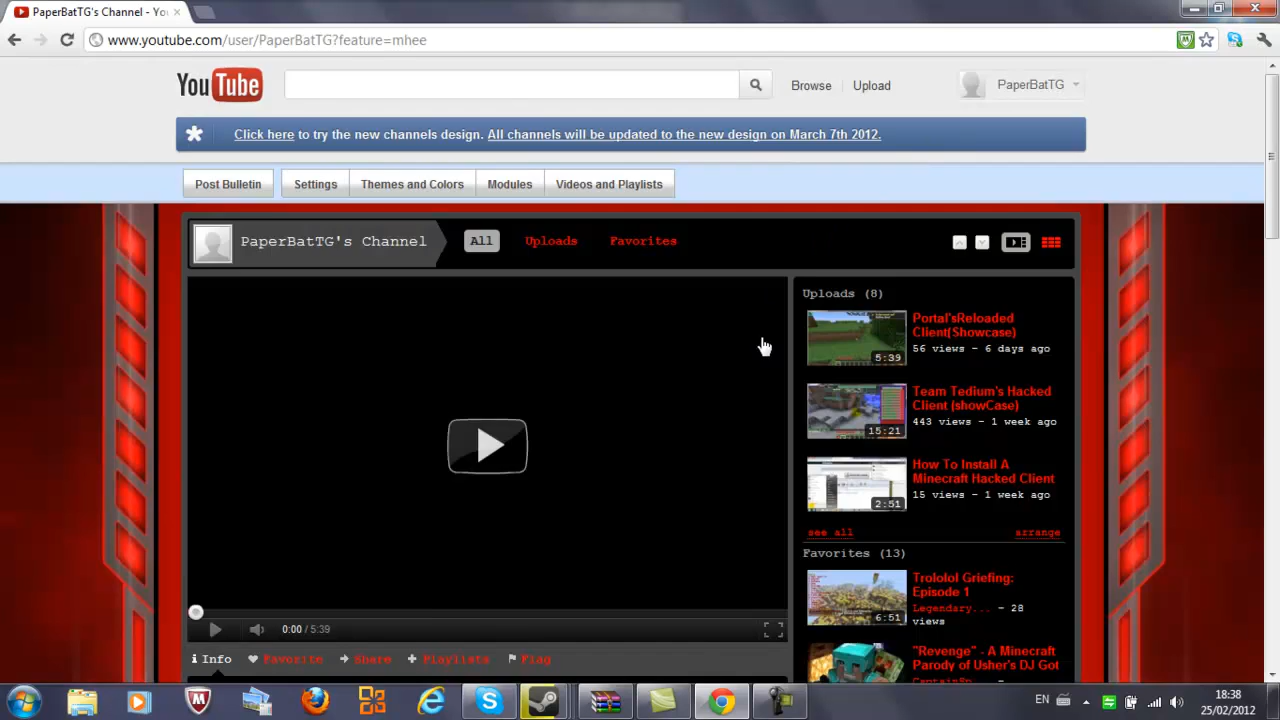 PaperBatTG's Channel - You
www.youtube.com/user/PaperBatTG?feature=mhee
YouTube
Browse
Upload
PaperBatTG
Click here to try the new channels design. All channels will be updated to the new design on March 7th 2012.
Post Bulletin
Settings
Themes and Colors
Modules
Videos and Playlists
PaperBatTG's Channel
All
Uploads
Favorites
Uploads (8)
Portal'sReloaded
Client(Showcase)
56 views - 6 days ago
5:39
Team Tedium's Hacked
Client (showCase)
443 views - 1 week ago
15:21
How To Install A
Minecraft Hacked Client
15 views - 1 week ago
2:51
see all
arrange
Favorites (13)
Trololol Griefing:
Episode 1
Legendary... - 28
views
6:51
"Revenge" - A Minecraft
Parody of Usher's DJ Got
0:00 / 5:39
Info
Favorite
Share
Playlists
Flag
EN
18:38
25/02/2012